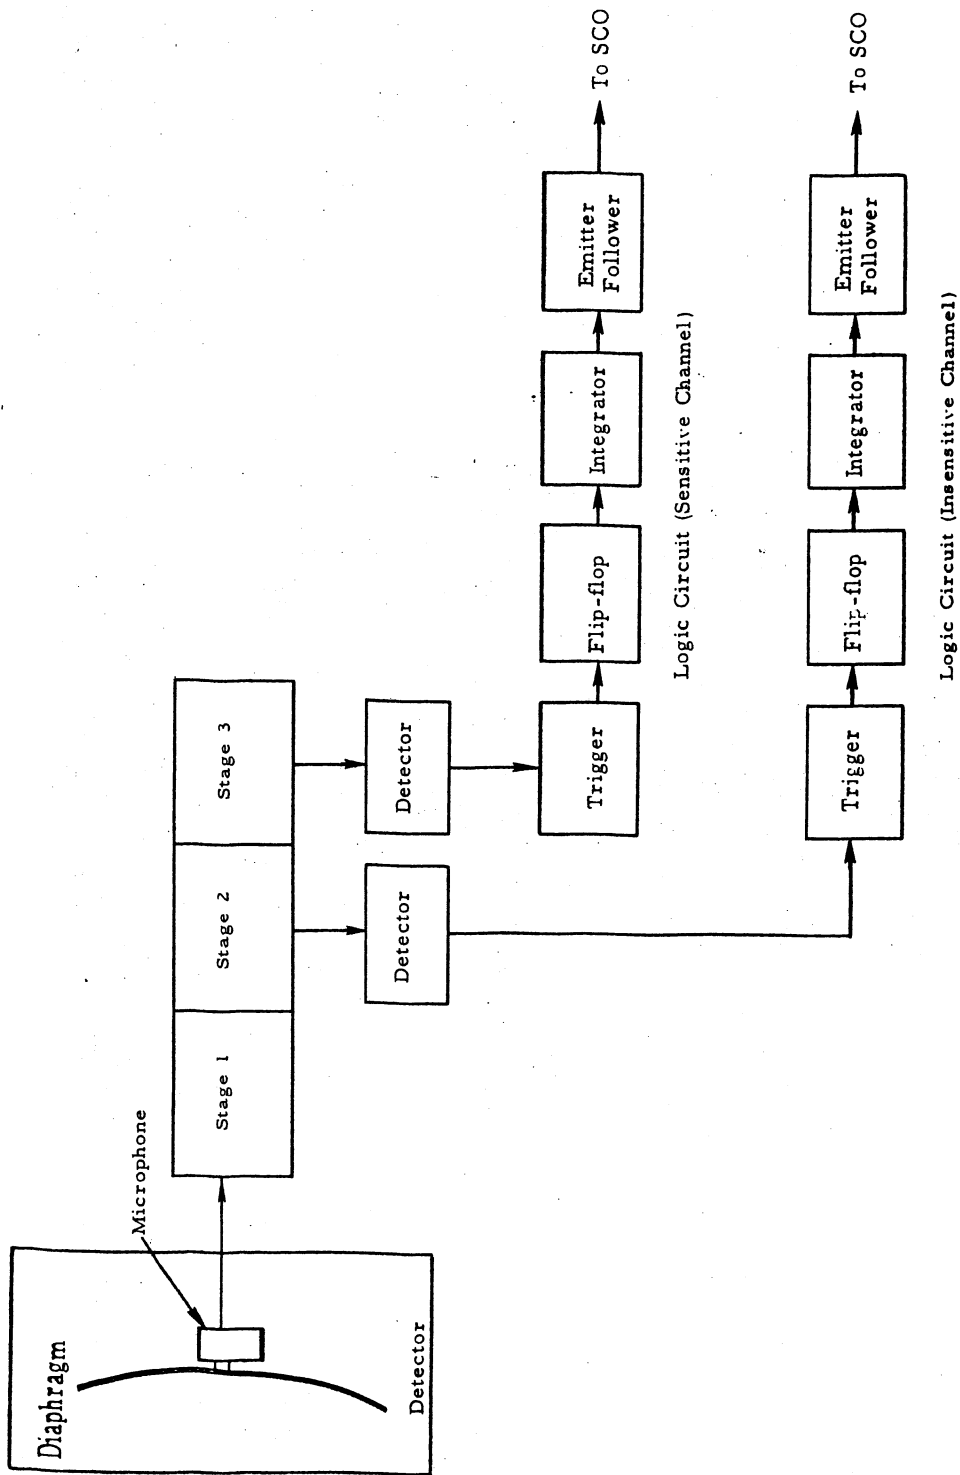 Diaphragm
Microphone
Detector
Stage 1
Stage 2
Stage 3
Detector
Detector
Trigger
Flip-flop
Integrator
Emitter
Follower
To SCO
Logic Circuit (Sensitive Channel)
Trigger
Flip-flop
Integrator
Emitter
Follower
To SCO
Logic Circuit (Insensitive Channel)